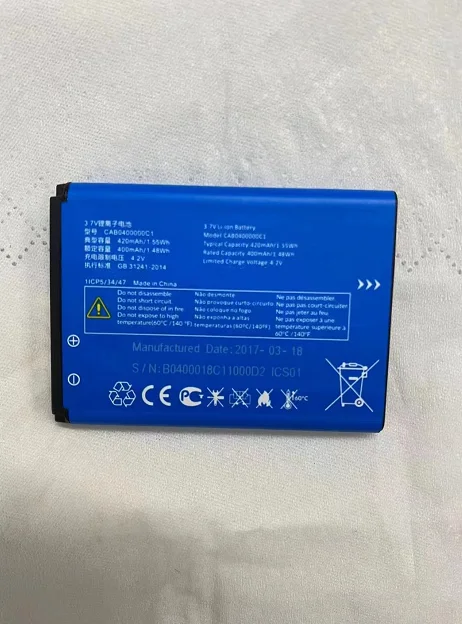 3.7V锂离子电池
型号: CAB0400000C1
典型容量 420mAh/1.55Wh
额定容量 400mAh/1.48Wh
充电限制电压 4.2V
执行标准 GB 31241-2014
3.7V Li-ion Battery
Model: CAB0400000C1
Typical Capacity 420mAh/1.55Wh
Rated Capacity 400mAh/1.48Wh
Limited Charge Voltage 4.2V
1ICP5/34/47 Made in China
Do not disassemble
Do not short circuit
Do not dispose of in fire
Do not expose to high
temperature(60℃ /140 °F)
Não desmonte
Não provoque curto-circuito
Não coloque no fogo
Não exponha a altas
temperaturas (60℃/140°F)
Ne pas désassembler
Ne pas court-circuiter
Ne pas jeter au feu
Ne pas exposer à
température supérieure à
60℃/140°F.
Manufactured Date: 2017- 03- 18
S / N: B0400018C11000D2 ICS01
CE
60℃